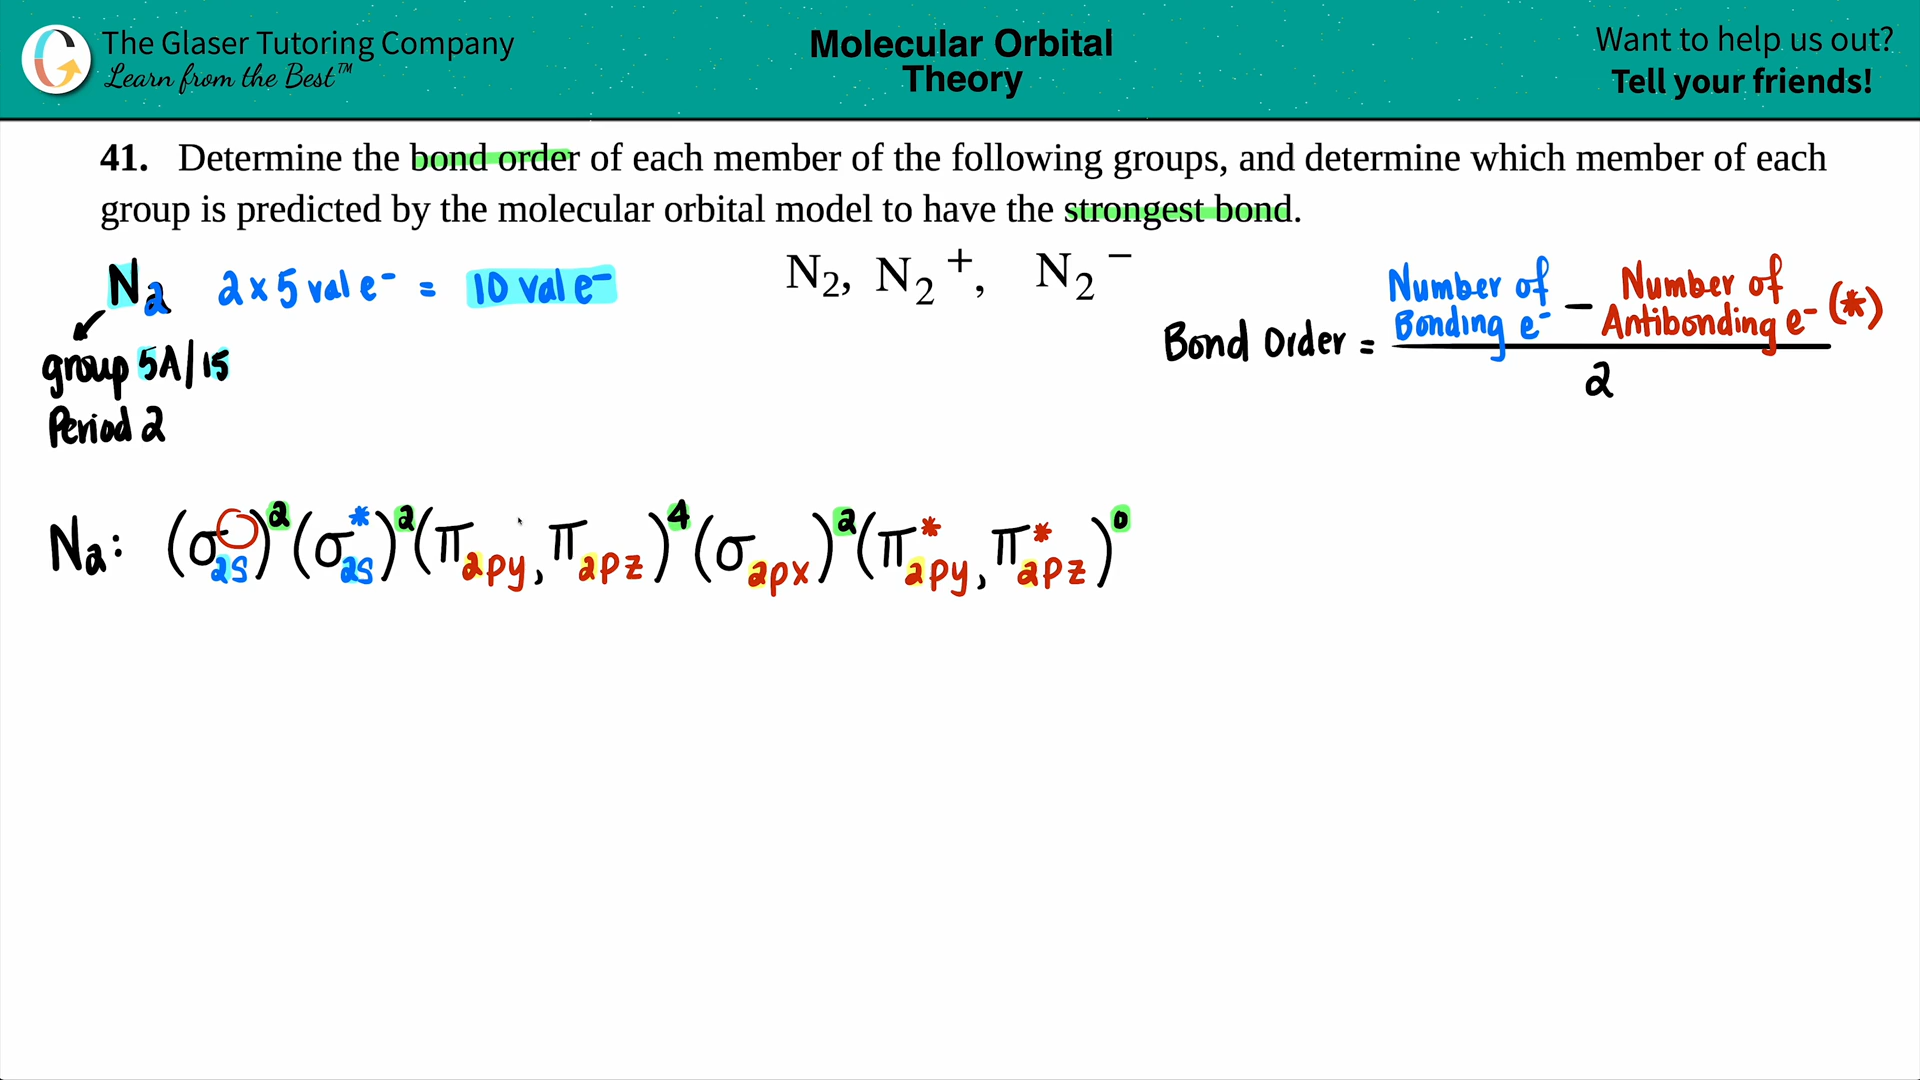 The Glaser Tutoring Company
Learn from the Best™
Molecular Orbital
Theory
Want to help us out?
Tell your friends!
41. Determine the bond order of each member of the following groups, and determine which member of each
group is predicted by the molecular orbital model to have the strongest bond.
N₂, N₂⁺, N₂⁻
N₂ 2 x 5 val e⁻ = 10 val e⁻
group 5A/15
Period 2
Bond Order = (Number of Bonding e⁻ − Number of Antibonding e⁻ (*)) / 2
N₂: (σ₂s)² (σ*₂s)² (π₂py, π₂pz)⁴ (σ₂px)² (π*₂py, π*₂pz)⁰